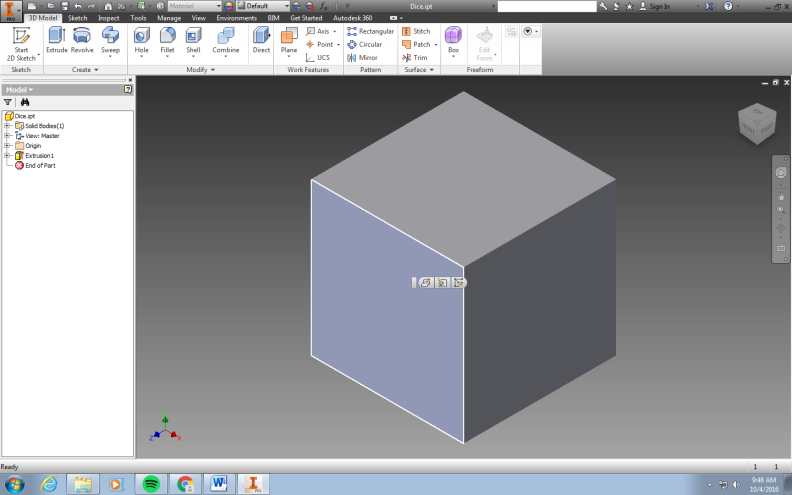 Material Default Dice.ipt Sign In
PRO 3D Model Sketch Inspect Tools Manage View Environments BIM Get Started Autodesk 360
Start 2D Sketch Extrude Revolve Sweep Hole Fillet Shell Combine Direct Plane Axis Point UCS Rectangular Circular Mirror Stitch Patch Trim Box Edit Form
Sketch Create Modify Work Features Pattern Surface Freeform
Model
Dice.ipt
Solid Bodies(1)
View: Master
Origin
Extrusion1
End of Part
TOP
FRONT
Z X
Ready 1 1
9:48 AM
10/4/2016